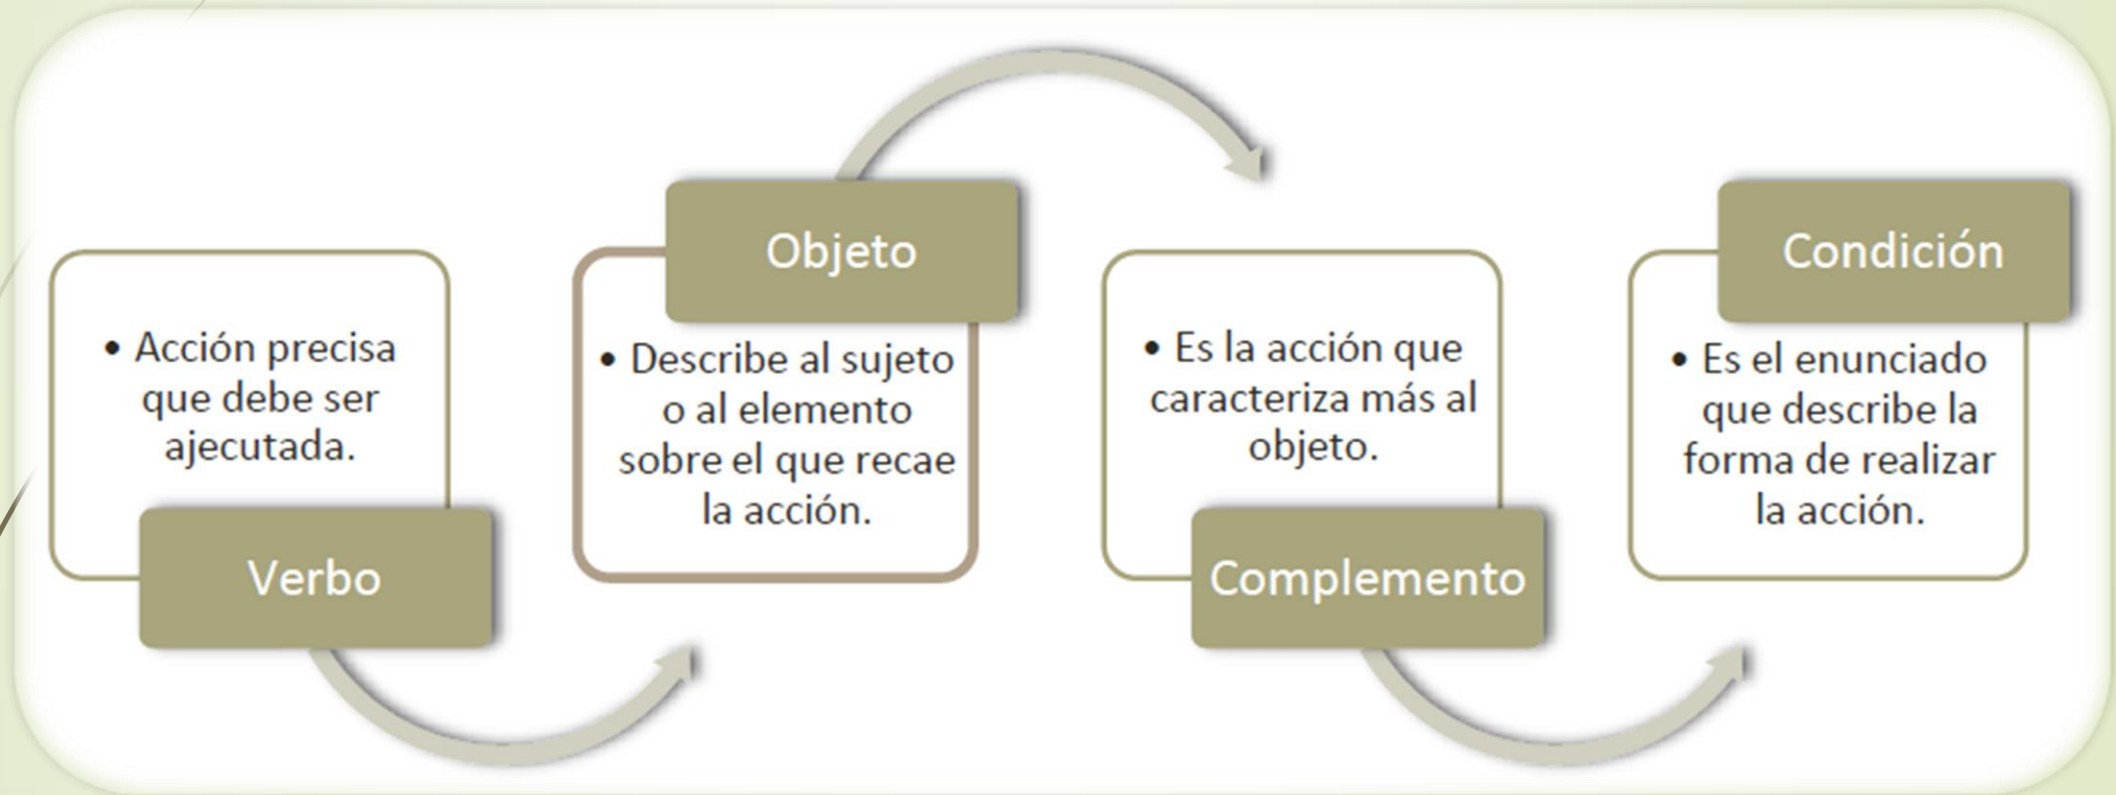 • Acción precisa
que debe ser
ajecutada.
Verbo
Objeto
• Describe al sujeto
o al elemento
sobre el que recae
la acción.
• Es la acción que
caracteriza más al
objeto.
Complemento
Condición
• Es el enunciado
que describe la
forma de realizar
la acción.